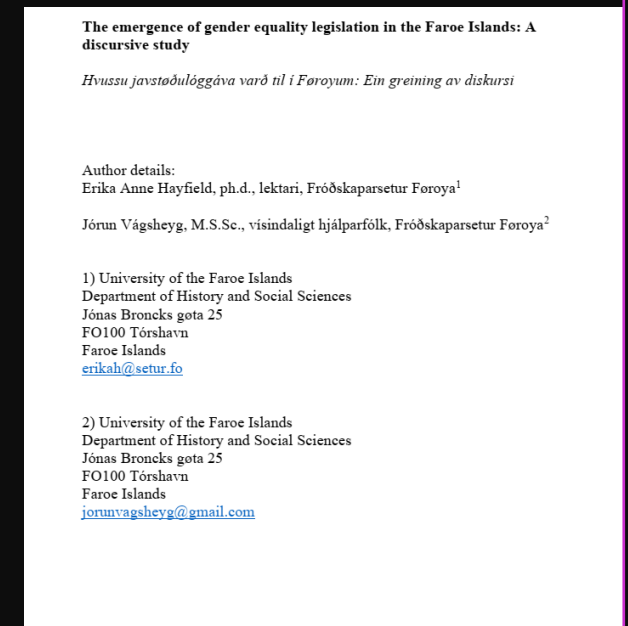 The emergence of gender equality legislation in the Faroe Islands: A
discursive study
Hvussu javstøðulóggáva varð til í Føroyum: Ein greining av diskursi
Author details:
Erika Anne Hayfield, ph.d., lektari, Fróðskaparsetur Føroya¹
Jórun Vágsheyg, M.S.Sc., vísindaligt hjálparfólk, Fróðskaparsetur Føroya²
1) University of the Faroe Islands
Department of History and Social Sciences
Jónas Broncks gøta 25
FO100 Tórshavn
Faroe Islands
erikah@setur.fo
2) University of the Faroe Islands
Department of History and Social Sciences
Jónas Broncks gøta 25
FO100 Tórshavn
Faroe Islands
jorunvagsheyg@gmail.com